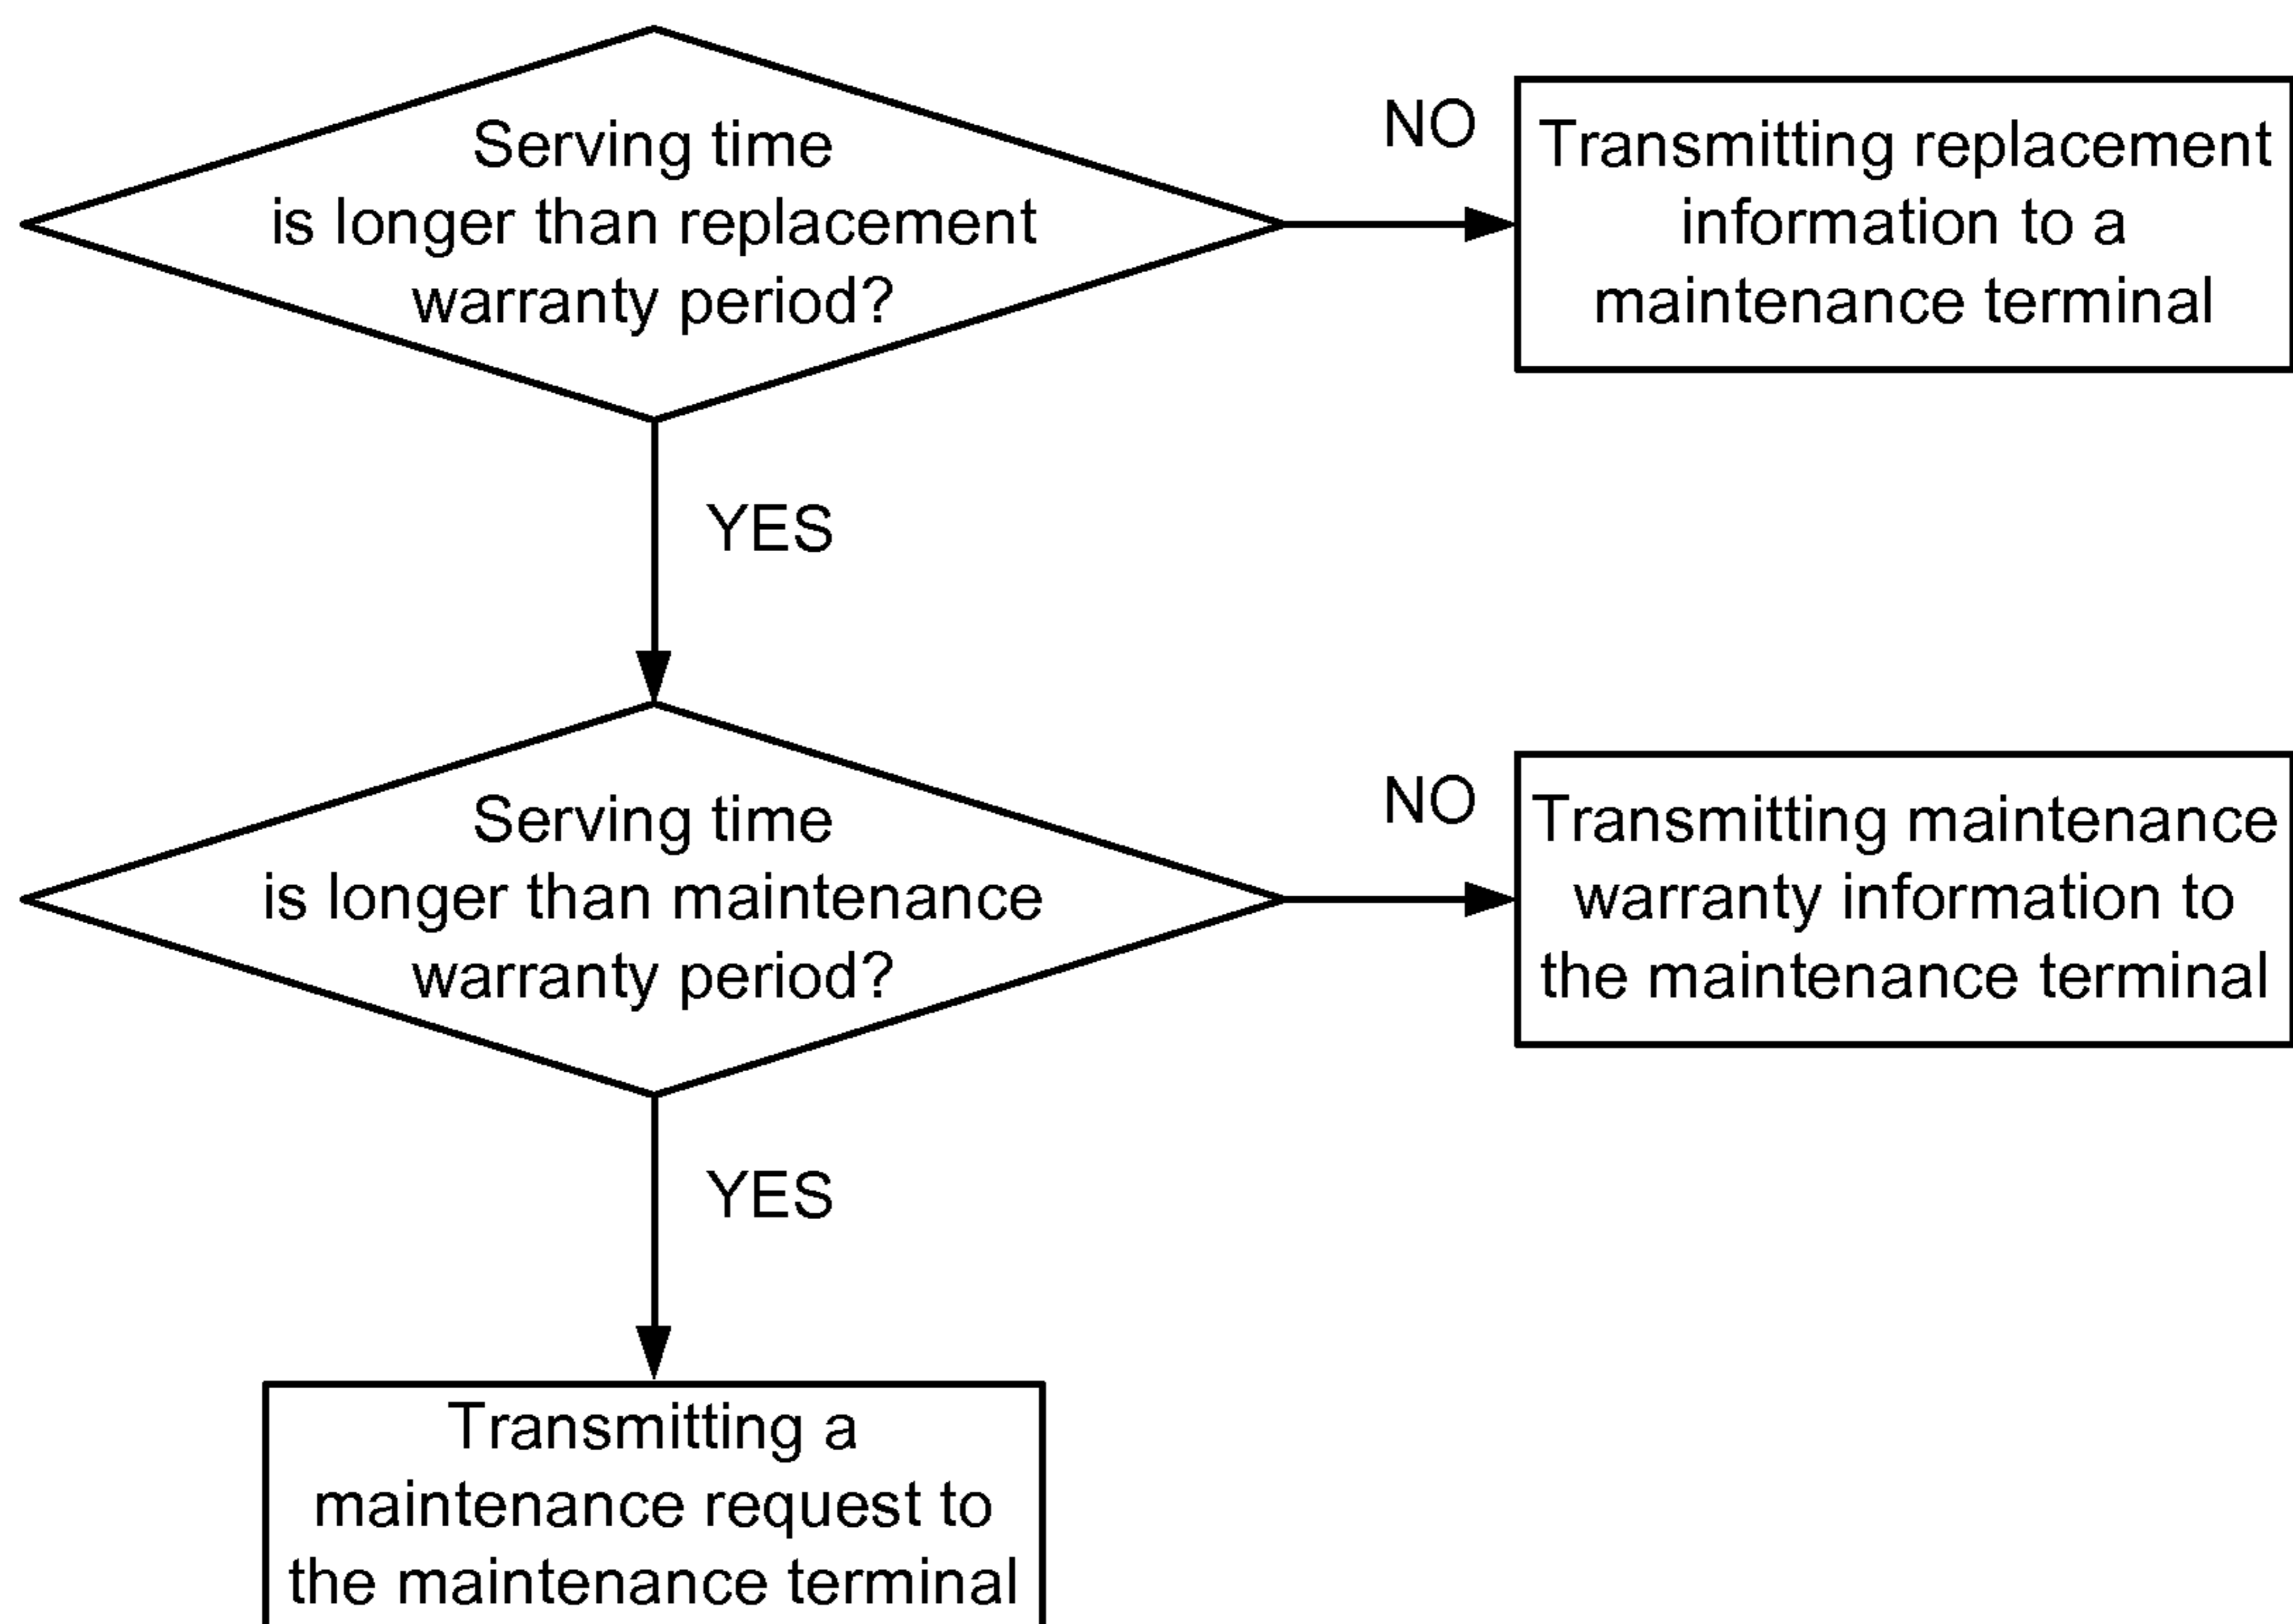 Serving time
is longer than replacement
warranty period?
NO
Transmitting replacement
information to a
maintenance terminal
YES
Serving time
is longer than maintenance
warranty period?
NO
Transmitting maintenance
warranty information to
the maintenance terminal
YES
Transmitting a
maintenance request to
the maintenance terminal